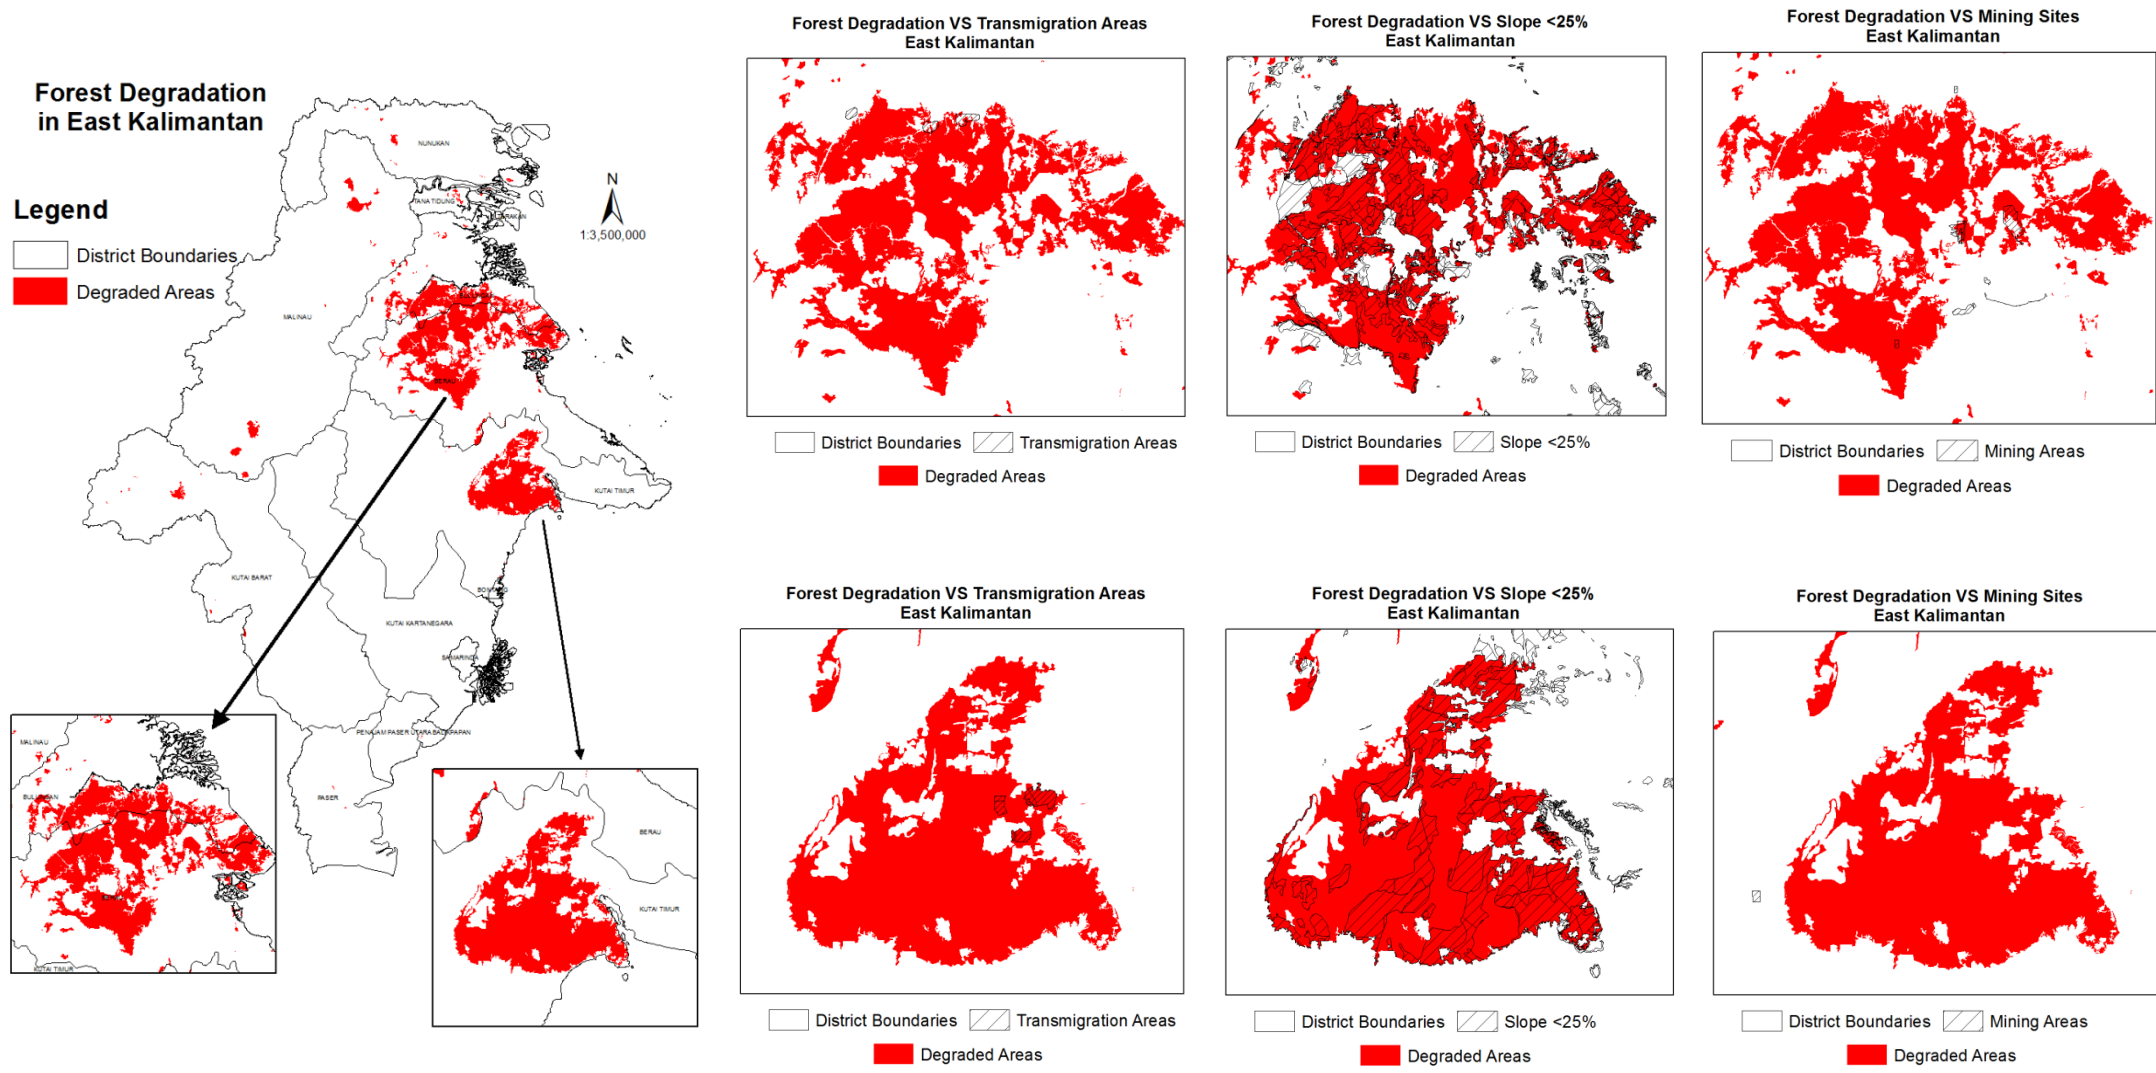 Forest Degradation
in East Kalimantan
Legend
District Boundaries
Degraded Areas
N
1:3,500,000
NUNUKAN
TANA TIDUNG
MALINAU
BERAU
KUTAI TIMUR
KUTAI BARAT
BONTANG
KUTAI KARTANEGARA
SAMARINDA
PENAJAM PASER UTARA BALIKPAPAN
PASER
MALINAU
BULUNGAN
KUTAI TIMUR
BERAU
KUTAI TIMUR
Forest Degradation VS Transmigration Areas
East Kalimantan
District Boundaries
Transmigration Areas
Degraded Areas
Forest Degradation VS Slope <25%
East Kalimantan
District Boundaries
Slope <25%
Degraded Areas
Forest Degradation VS Mining Sites
East Kalimantan
District Boundaries
Mining Areas
Degraded Areas
Forest Degradation VS Transmigration Areas
East Kalimantan
District Boundaries
Transmigration Areas
Degraded Areas
Forest Degradation VS Slope <25%
East Kalimantan
District Boundaries
Slope <25%
Degraded Areas
Forest Degradation VS Mining Sites
East Kalimantan
District Boundaries
Mining Areas
Degraded Areas